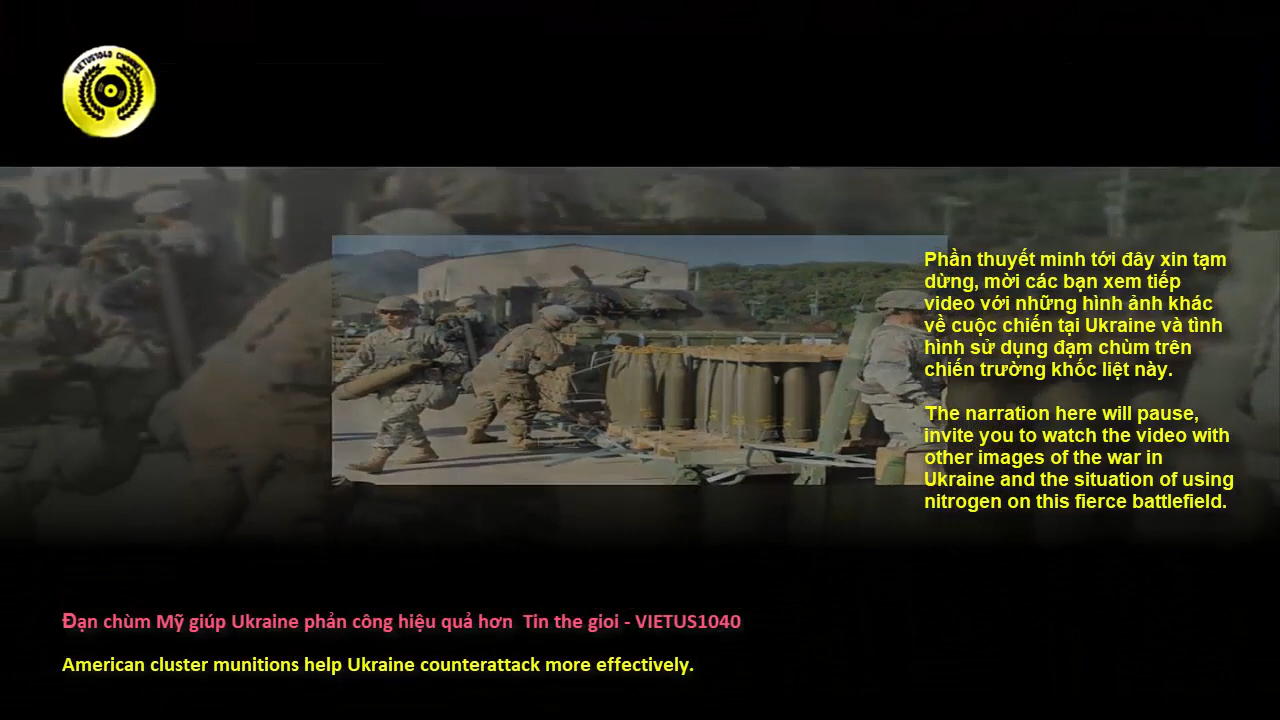 VIETUS1040 CHANNEL
Phần thuyết minh tới đây xin tạm
dừng, mời các bạn xem tiếp
video với những hình ảnh khác
về cuộc chiến tại Ukraine và tình
hình sử dụng đạm chùm trên
chiến trường khốc liệt này.
The narration here will pause,
invite you to watch the video with
other images of the war in
Ukraine and the situation of using
nitrogen on this fierce battlefield.
Đạn chùm Mỹ giúp Ukraine phản công hiệu quả hơn  Tin the gioi - VIETUS1040
American cluster munitions help Ukraine counterattack more effectively.